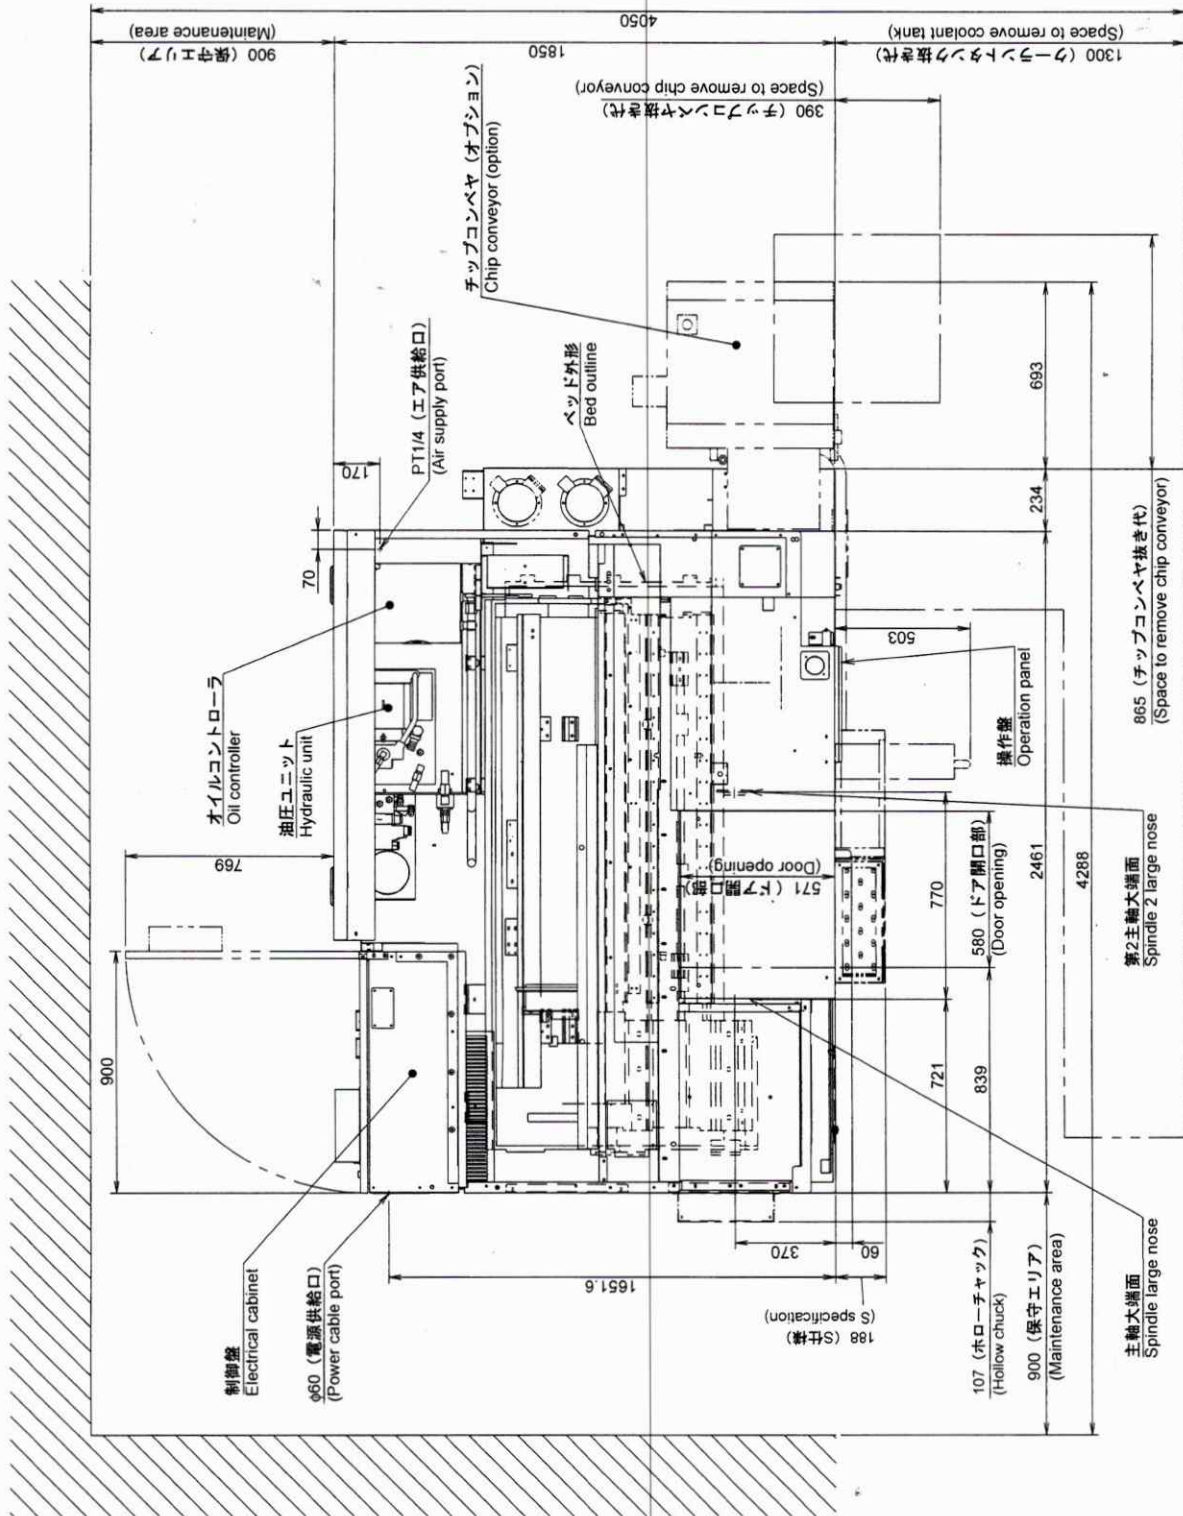 4050
900 (保守エリア)
(Maintenance area)
1850
1300 (クーラントタンク抜き代)
(Space to remove coolant tank)
390 (チップコンベヤ抜き代)
(Space to remove chip conveyor)
チップコンベヤ (オプション)
Chip conveyor (option)
PT1/4 (エア供給口)
(Air supply port)
170
70
ベッド外形
Bed outline
オイルコントローラ
Oil controller
油圧ユニット
Hydraulic unit
769
900
制御盤
Electrical cabinet
φ60 (電源供給口)
(Power cable port)
1651.6
188 (S仕様)
(S specification)
370
60
571 (ドア開口部)
(Door opening)
503
操作盤
Operation panel
693
234
865 (チップコンベヤ抜き代)
(Space to remove chip conveyor)
2461
4288
580 (ドア開口部)
(Door opening)
770
721
839
第2主軸大端面
Spindle 2 large nose
主軸大端面
Spindle large nose
107 (ホローチャック)
(Hollow chuck)
900 (保守エリア)
(Maintenance area)